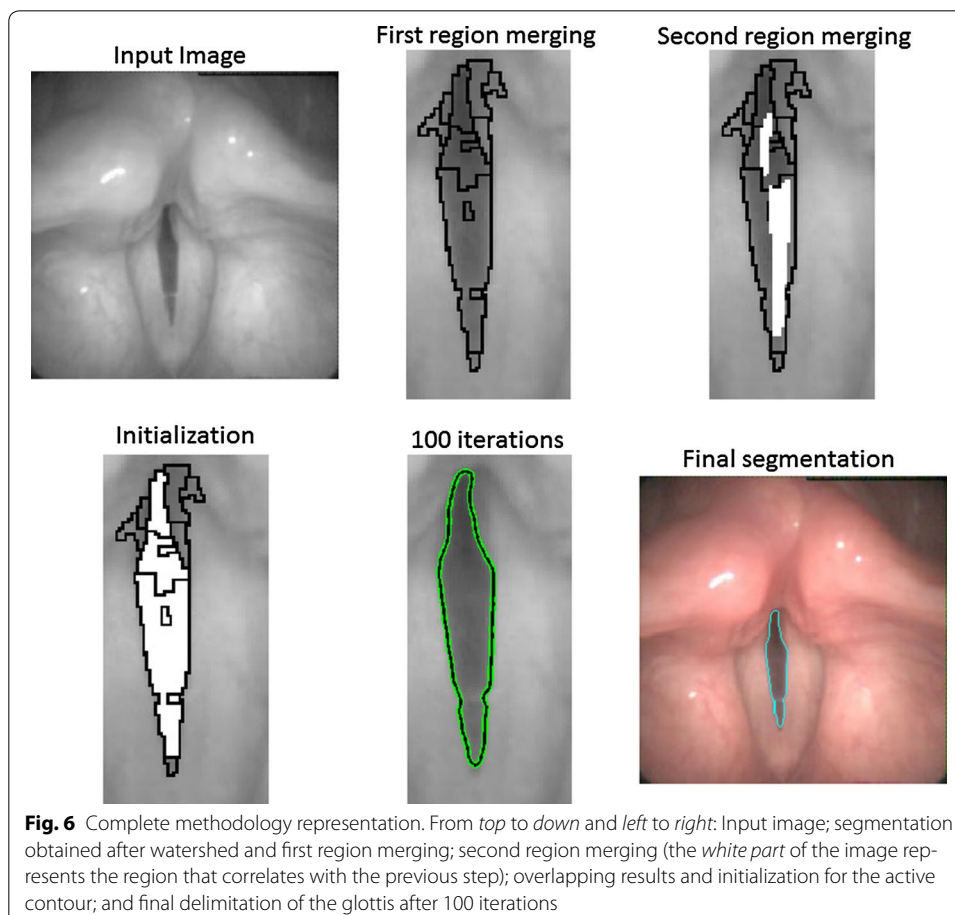 Input Image
First region merging
Second region merging
Initialization
100 iterations
Final segmentation
Fig. 6 Complete methodology representation. From top to down and left to right: Input image; segmentation
obtained after watershed and first region merging; second region merging (the white part of the image rep-
resents the region that correlates with the previous step); overlapping results and initialization for the active
contour; and final delimitation of the glottis after 100 iterations